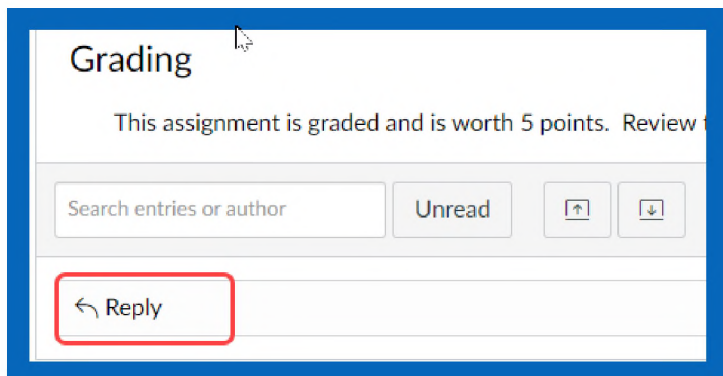 Grading
This assignment is graded and is worth 5 points. Review
Search entries or author
Unread
Reply